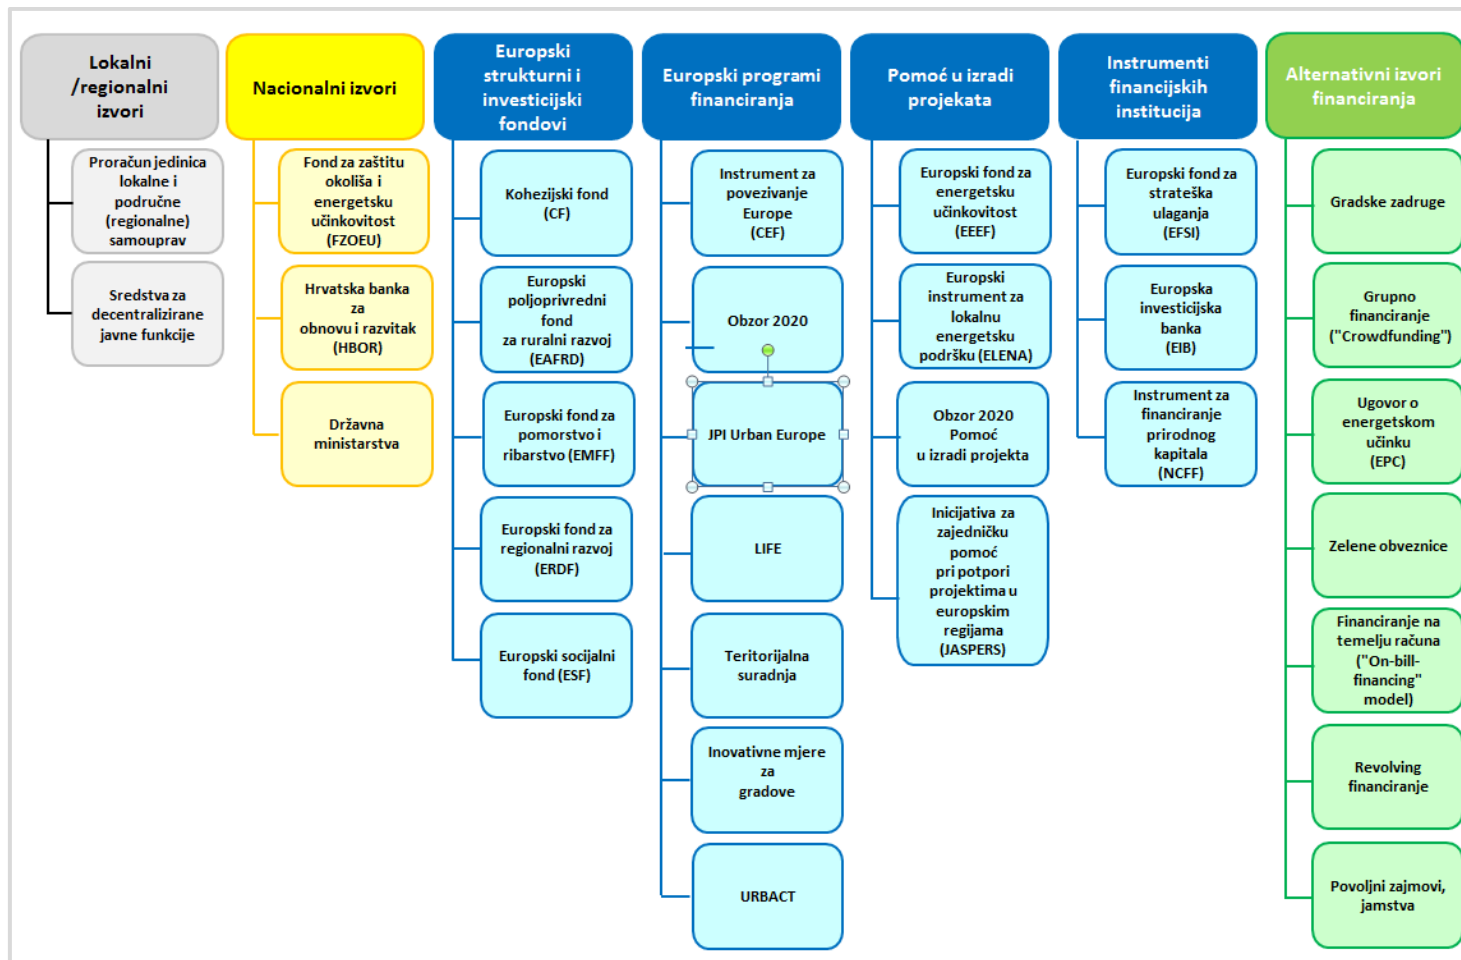 Lokalni
/regionalni
izvori
Proračun jedinica
lokalne i
područne
(regionalne)
samouprav
Sredstva za
decentralizirane
javne funkcije
Nacionalni izvori
Fond za zaštitu
okoliša i
energetsku
učinkovitost
(FZOEU)
Hrvatska banka
za
obnovu i razvitak
(HBOR)
Državna
ministarstva
Europski
strukturni i
investicijski
fondovi
Kohezijski fond
(CF)
Europski
poljoprivredni
fond
za ruralni razvoj
(EAFRD)
Europski fond za
pomorstvo i
ribarstvo (EMFF)
Europski fond za
regionalni razvoj
(ERDF)
Europski socijalni
fond (ESF)
Europski programi
financiranja
Instrument za
povezivanje
Europe
(CEF)
Obzor 2020
JPI Urban Europe
LIFE
Teritorijalna
suradnja
Inovativne mjere
za
gradove
URBACT
Pomoć u izradi
projekata
Europski fond za
energetsku
učinkovitost
(EEEF)
Europski
instrument za
lokalnu
energetsku
podršku (ELENA)
Obzor 2020
Pomoć
u izradi projekta
Inicijativa za
zajedničku
pomoć
pri potpori
projektima u
europskim
regijama
(JASPERS)
Instrumenti
financijskih
institucija
Europski fond za
strateška
ulaganja
(EFSI)
Europska
investicijska
banka
(EIB)
Instrument za
financiranje
prirodnog
kapitala
(NCFF)
Alternativni izvori
financiranja
Gradske zadruge
Grupno
financiranje
("Crowdfunding")
Ugovor o
energetskom
učinku
(EPC)
Zelene obveznice
Financiranje na
temelju računa
("On-bill-
financing"
model)
Revolving
financiranje
Povoljni zajmovi,
jamstva